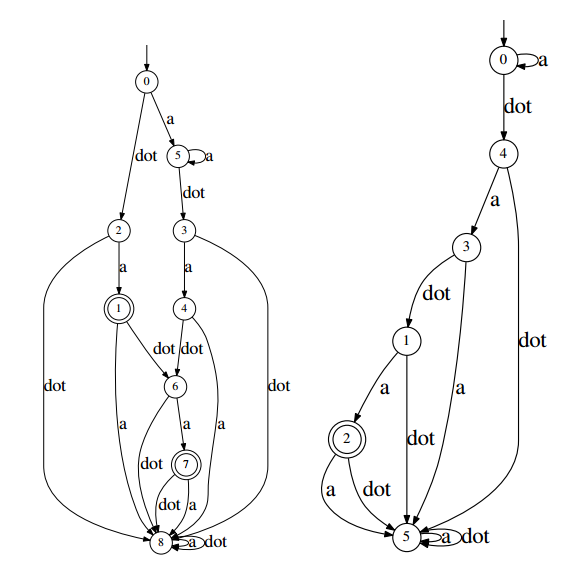 0
0 a
a
dot
dot 5 a
4
dot
a
2 3
3
a a
dot
1 4
1
dot dot
dot
6
dot dot a a
a a a
dot
2
dot 7
a dot
dot a
8 a dot
5 a dot